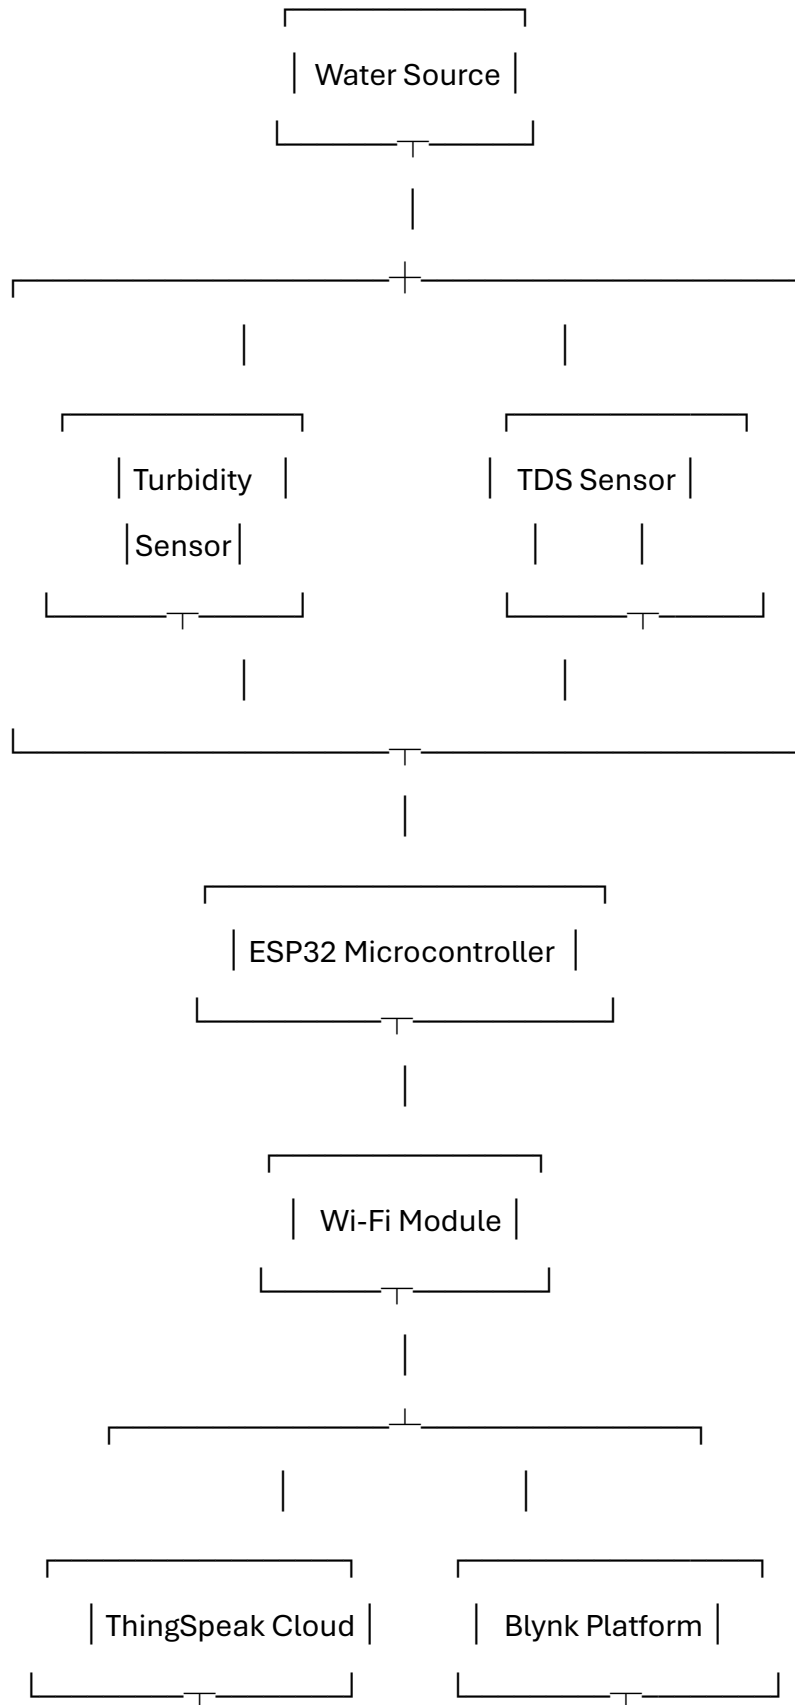 Water Source
Turbidity
TDS Sensor
Sensor
ESP32 Microcontroller
Wi-Fi Module
ThingSpeak Cloud
Blynk Platform